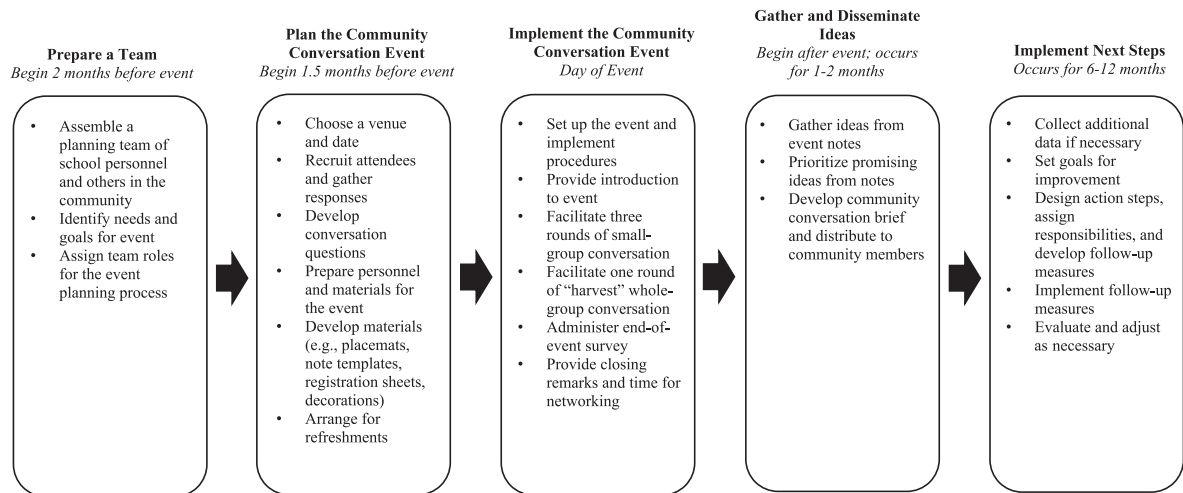 Prepare a Team
Begin 2 months before event
• Assemble a
planning team of
school personnel
and others in the
community
• Identify needs and
goals for event
• Assign team roles
for the event
planning process
Plan the Community
Conversation Event
Begin 1.5 months before event
• Choose a venue
and date
• Recruit attendees
and gather
responses
• Develop
conversation
questions
• Prepare personnel
and materials for
the event
• Develop materials
(e.g., placemats,
note templates,
registration sheets,
decorations)
• Arrange for
refreshments
Implement the Community
Conversation Event
Day of Event
• Set up the event and
implement
procedures
• Provide introduction
to event
• Facilitate three
rounds of small-
group conversation
• Facilitate one round
of “harvest” whole-
group conversation
• Administer end-of-
event survey
• Provide closing
remarks and time for
networking
Gather and Disseminate
Ideas
Begin after event; occurs
for 1-2 months
• Gather ideas from
event notes
• Prioritize promising
ideas from notes
• Develop community
conversation brief
and distribute to
community members
Implement Next Steps
Occurs for 6-12 months
• Collect additional
data if necessary
• Set goals for
improvement
• Design action steps,
assign
responsibilities, and
develop follow-up
measures
• Implement follow-up
measures
• Evaluate and adjust
as necessary